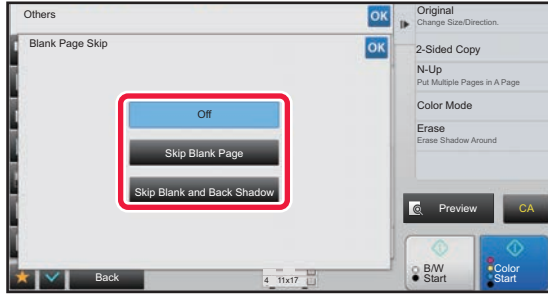 Others
OK
Blank Page Skip
OK
Off
Skip Blank Page
Skip Blank and Back Shadow
Back
4 11x17
Original
Change Size/Direction.
2-Sided Copy
N-Up
Put Multiple Pages in A Page
Color Mode
Erase
Erase Shadow Around
Preview
CA
B/W
Start
Color
Start